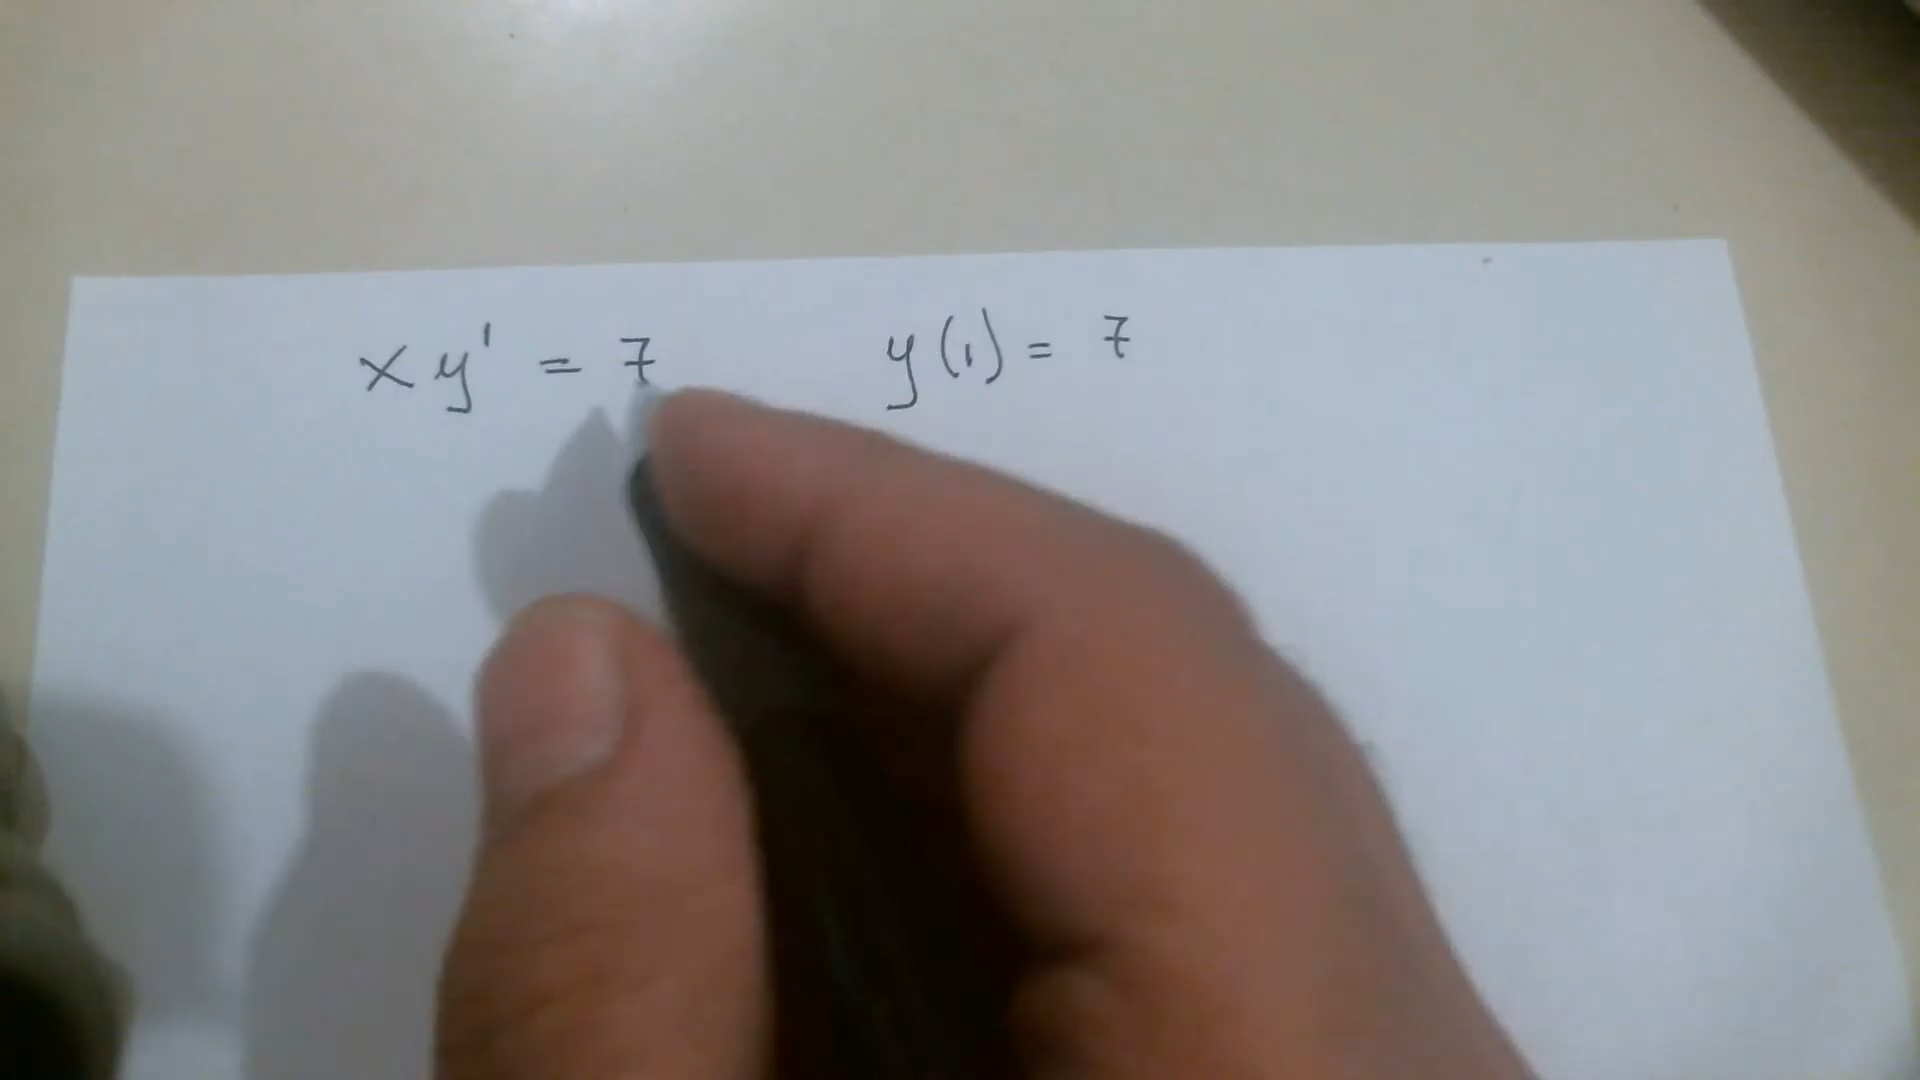 xy' = 7 y(1) = 7